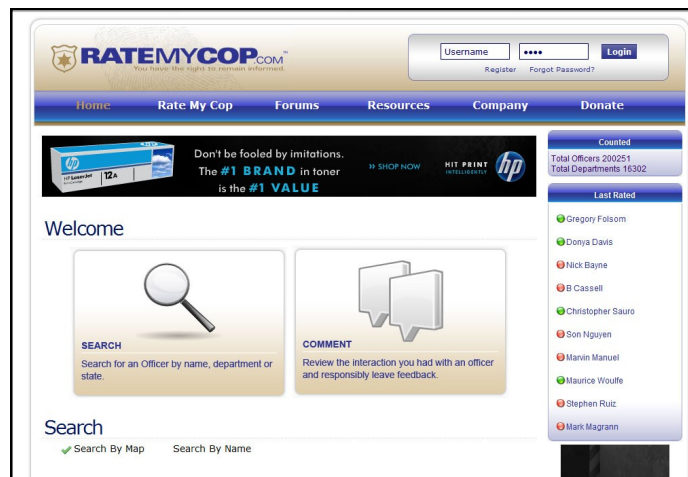 RATEMYCOP.COM™
You have the right to remain informed.
Username
Login
Register Forgot Password?
Home Rate My Cop Forums Resources Company Donate
hp
HP LaserJet 12A
Don't be fooled by imitations.
The #1 BRAND in toner
is the #1 VALUE
» SHOP NOW
HIT PRINT
INTELLIGENTLY
hp
Counted
Total Officers 200251
Total Departments 16302
Last Rated
Gregory Folsom
Donya Davis
Nick Bayne
B Cassell
Christopher Sauro
Son Nguyen
Marvin Manuel
Maurice Woulfe
Stephen Ruiz
Mark Magrann
Welcome
SEARCH
Search for an Officer by name, department or
state.
COMMENT
Review the interaction you had with an officer
and responsibly leave feedback.
Search
Search By Map Search By Name